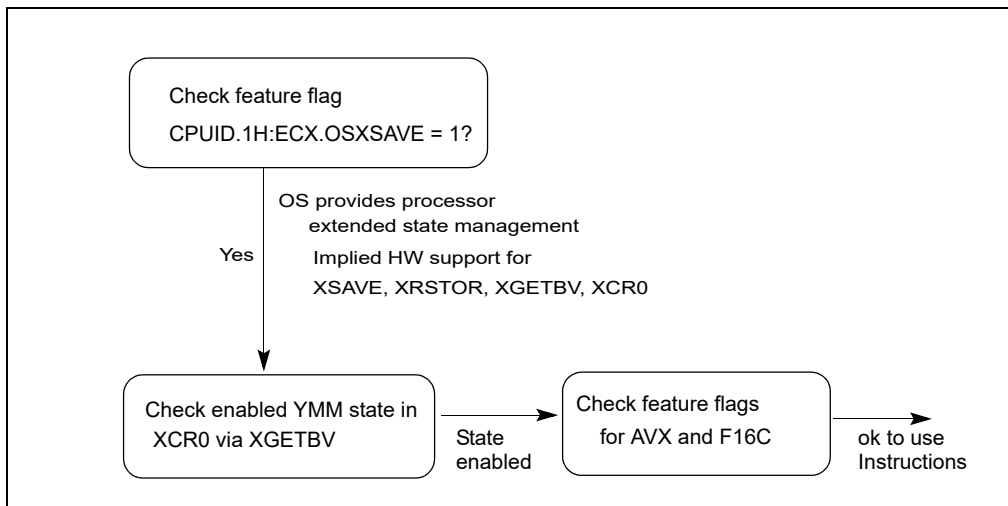 Check feature flag
CPUID.1H:ECX.OSXSAVE = 1?
OS provides processor
extended state management
Yes
Implied HW support for
XSAVE, XRSTOR, XGETBV, XCR0
Check enabled YMM state in
XCR0 via XGETBV
State
enabled
Check feature flags
for AVX and F16C
ok to use
Instructions